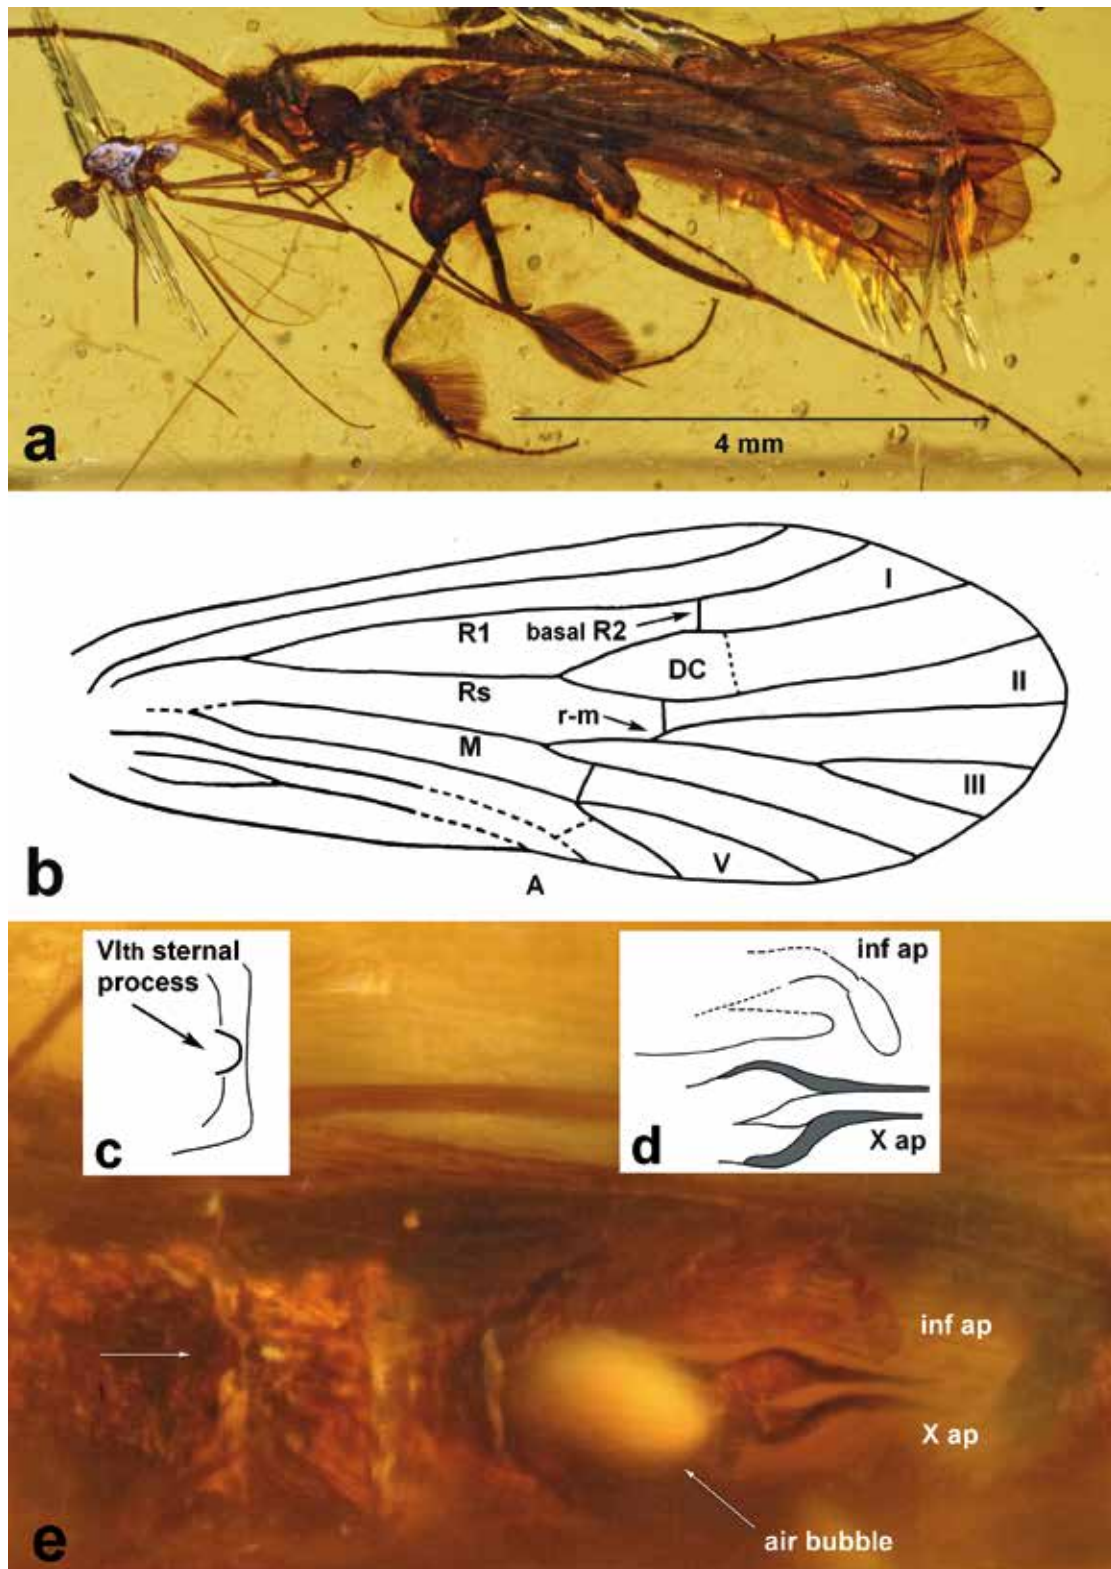 4 mm
a
I
R1
basal R2
DC
II
Rs
r-m
M
III
V
A
b
VIth sternal
process
c
inf ap
X ap
d
inf ap
X ap
air bubble
e